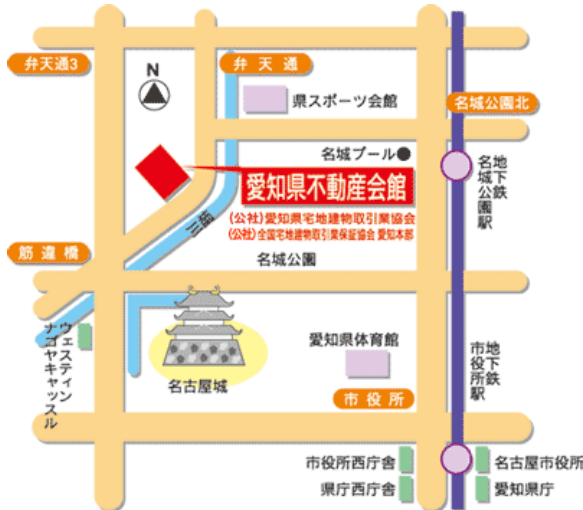 弁天通3
N
弁天通
県スポーツ会館
名城公園北
名城プール
地下鉄
名城公園駅
愛知県不動産会館
(公社)愛知県宅地建物取引業協会
(公社)全国宅地建物取引業保証協会 愛知本部
筋違橋
名城公園
ウェスティン
ナゴヤキャッスル
名古屋城
愛知県体育館
地下鉄
市役所駅
市役所
市役所西庁舎
名古屋市役所
県庁西庁舎
愛知県庁